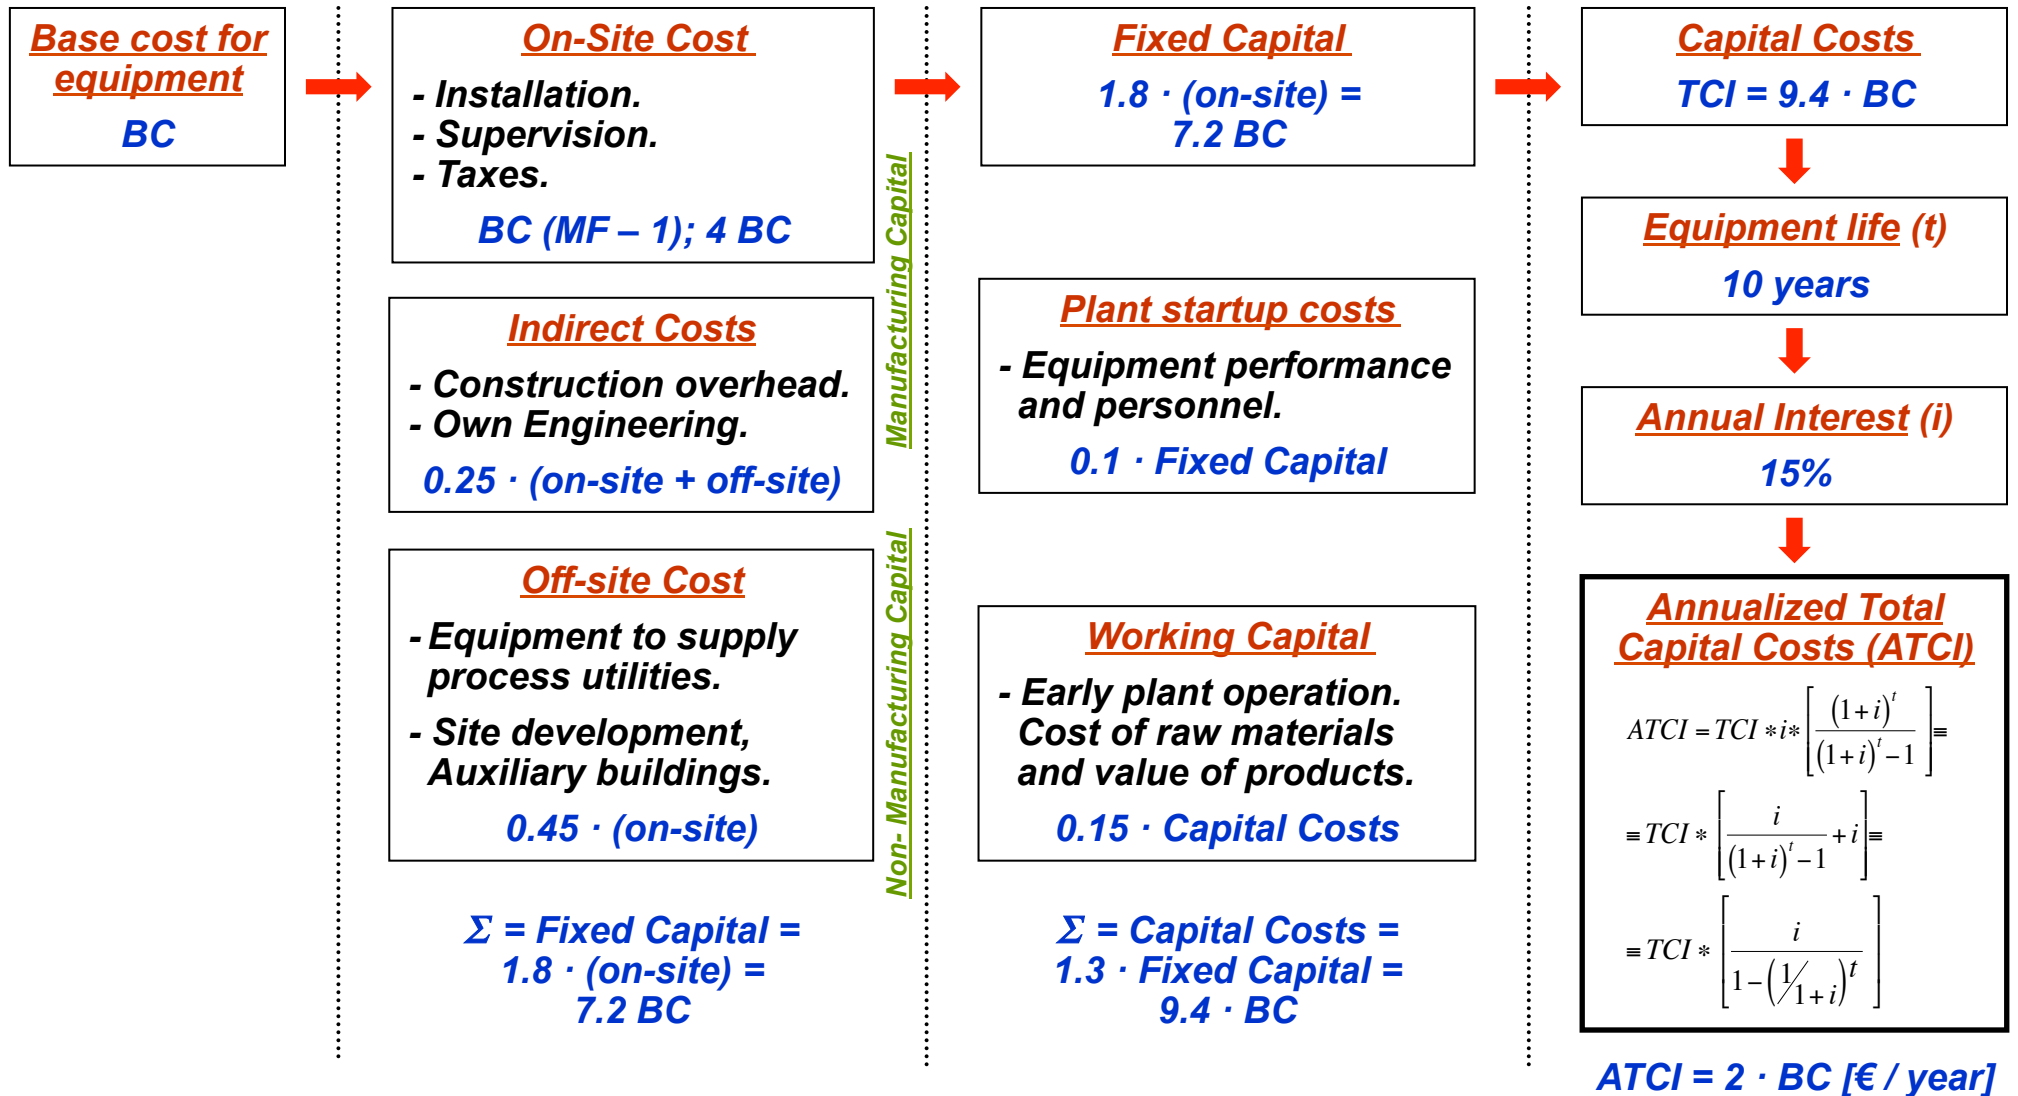 Base cost for
equipment
BC
On-Site Cost
- Installation.
- Supervision.
- Taxes.
BC (MF – 1); 4 BC
Indirect Costs
- Construction overhead.
- Own Engineering.
0.25 · (on-site + off-site)
Off-site Cost
- Equipment to supply
process utilities.
- Site development,
Auxiliary buildings.
0.45 · (on-site)
Σ = Fixed Capital =
1.8 · (on-site) =
7.2 BC
Manufacturing Capital
Non- Manufacturing Capital
Fixed Capital
1.8 · (on-site) =
7.2 BC
Plant startup costs
- Equipment performance
and personnel.
0.1 · Fixed Capital
Working Capital
- Early plant operation.
Cost of raw materials
and value of products.
0.15 · Capital Costs
Σ = Capital Costs =
1.3 · Fixed Capital =
9.4 · BC
Capital Costs
TCI = 9.4 · BC
Equipment life (t)
10 years
Annual Interest (i)
15%
Annualized Total
Capital Costs (ATCI)
ATCI = TCI * i * [ (1+i)^t / ((1+i)^t − 1) ] ≡
≡ TCI * [ i / ((1+i)^t − 1) + i ] ≡
≡ TCI * [ i / (1 − (1/1+i)^t) ]
ATCI = 2 · BC [€ / year]